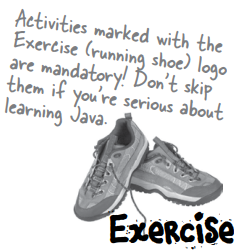 Activities marked with the
Exercise (running shoe) logo
are mandatory! Don't skip
them if you're serious about
learning Java.
Exercise